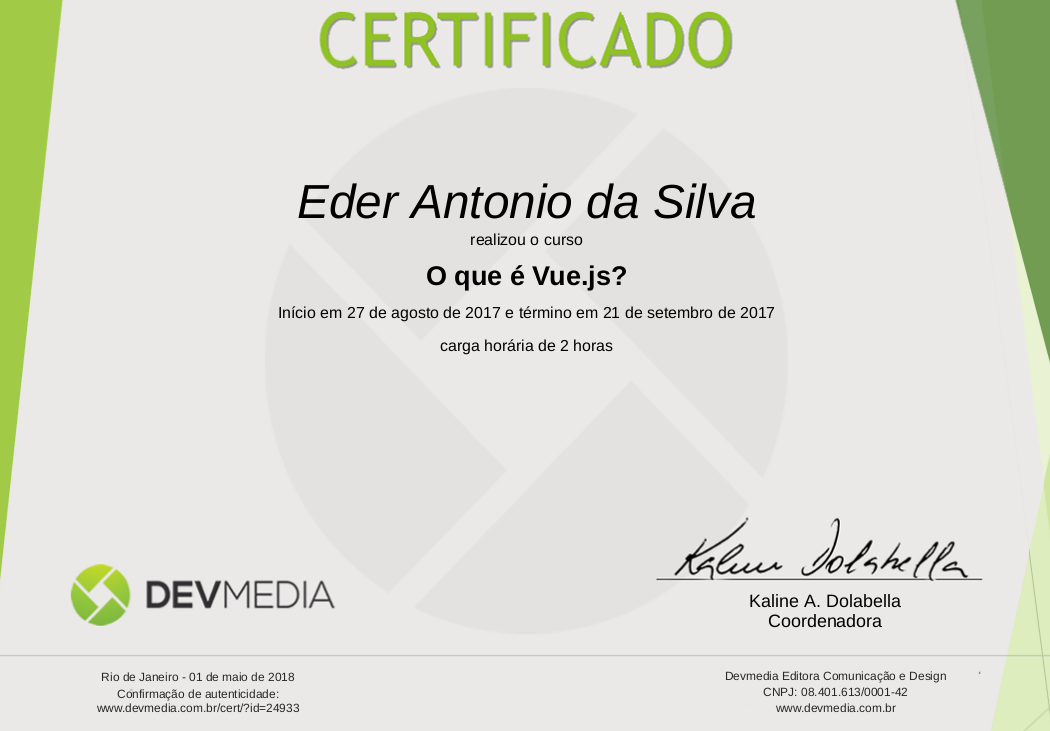 CERTIFICADO
Eder Antonio da Silva
realizou o curso
O que é Vue.js?
Início em 27 de agosto de 2017 e término em 21 de setembro de 2017
carga horária de 2 horas
Kaline Dolabella
DEVMEDIA
Kaline A. Dolabella
Coordenadora
Rio de Janeiro - 01 de maio de 2018
Confirmação de autenticidade:
www.devmedia.com.br/cert/?id=24933
Devmedia Editora Comunicação e Design
CNPJ: 08.401.613/0001-42
www.devmedia.com.br